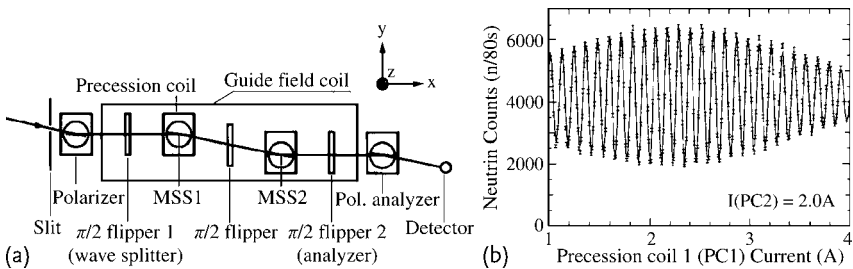 (a)
Precession coil
Guide field coil
y
z
x
Polarizer
MSS1
MSS2
Pol. analyzer
Slit
π/2 flipper 1
(wave splitter)
π/2 flipper
π/2 flipper 2
(analyzer)
Detector
(b)
Neutrin Counts (n/80s)
6000
4000
2000
0
I(PC2) = 2.0A
1
2
3
4
Precession coil 1 (PC1) Current (A)